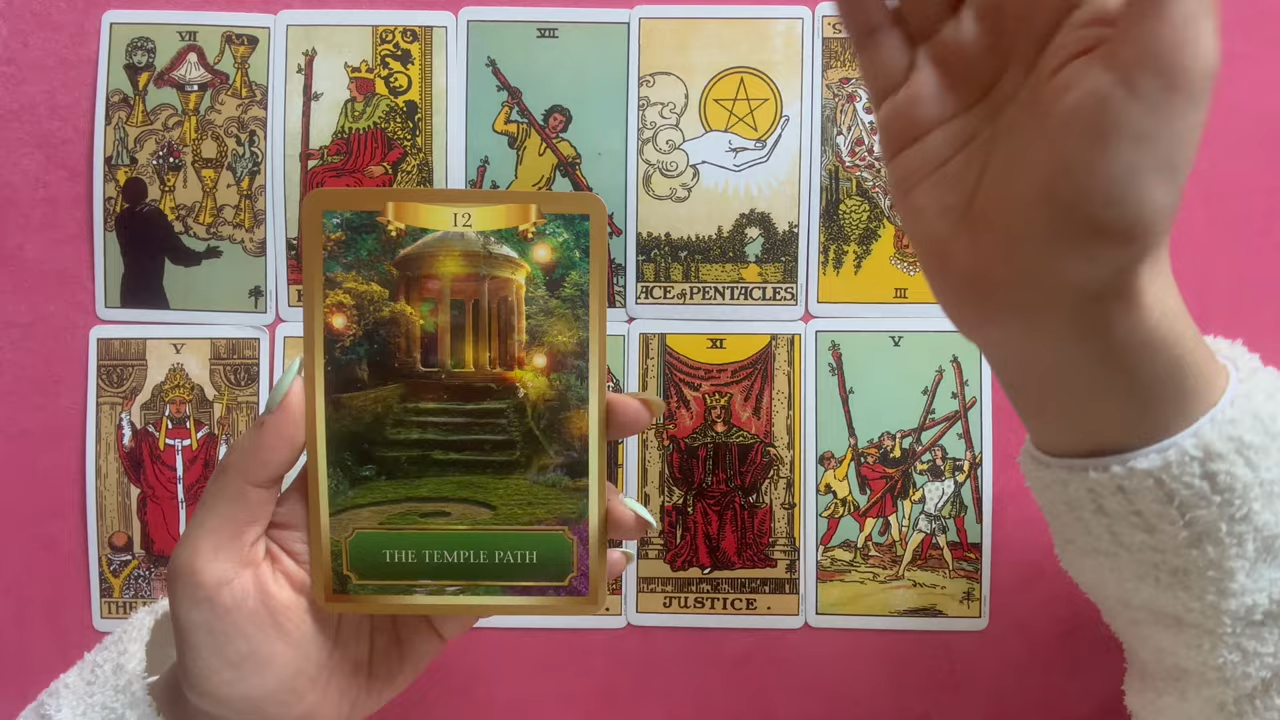 VII
VII
ACE of PENTACLES.
III
12
THE TEMPLE PATH
V
XI
JUSTICE .
V